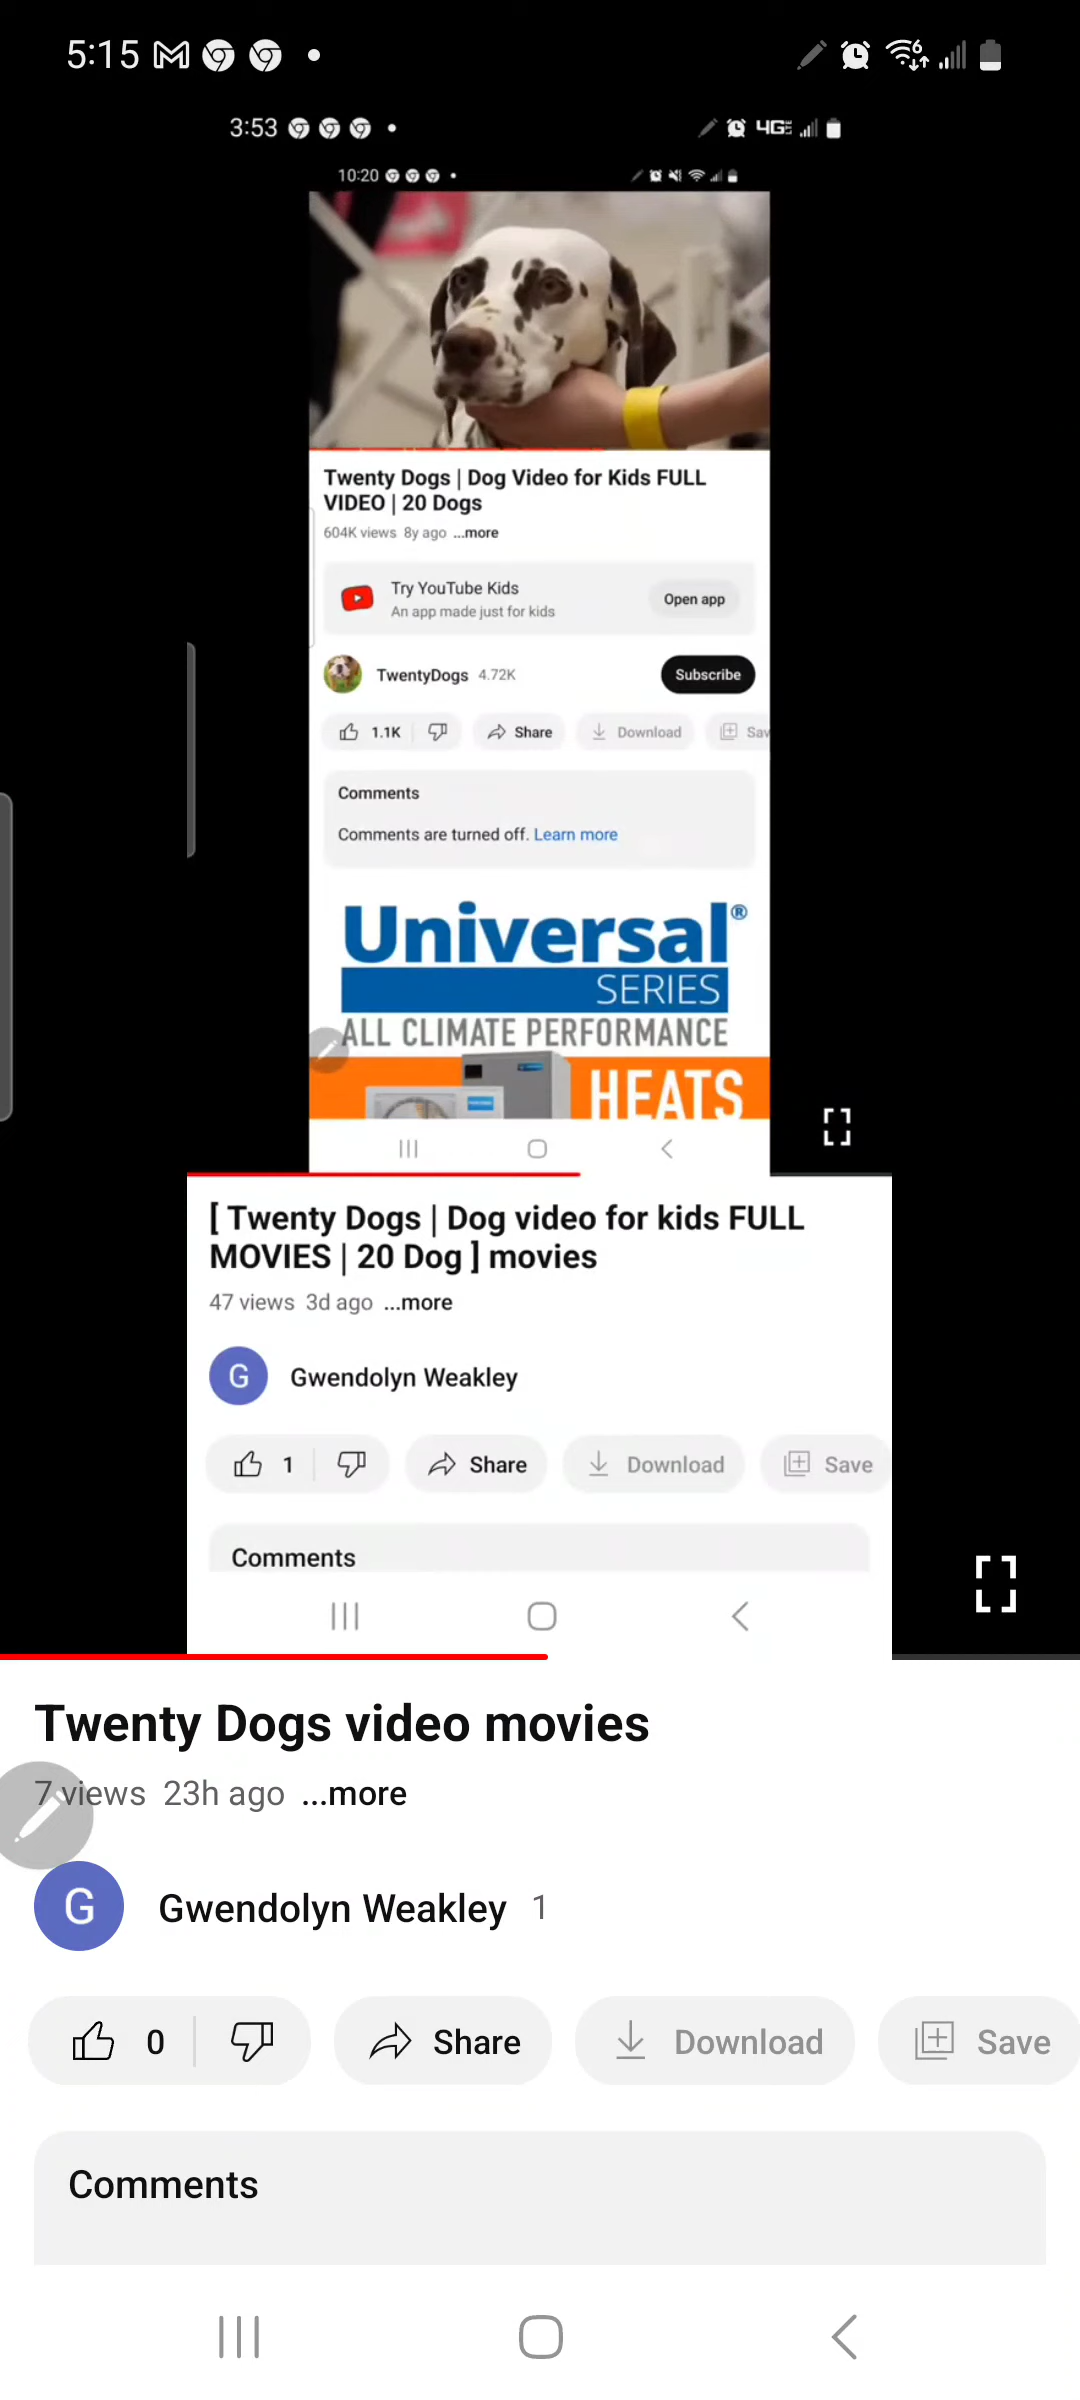 5:15
3:53
4G
10:20
Twenty Dogs | Dog Video for Kids FULL
VIDEO | 20 Dogs
604K views 8y ago ...more
Try YouTube Kids
An app made just for kids
Open app
TwentyDogs 4.72K
Subscribe
1.1K
Share
Download
Sav
Comments
Comments are turned off. Learn more
Universal®
SERIES
ALL CLIMATE PERFORMANCE
HEATS
[ Twenty Dogs | Dog video for kids FULL
MOVIES | 20 Dog ] movies
47 views 3d ago ...more
G
Gwendolyn Weakley
1
Share
Download
Save
Comments
Twenty Dogs video movies
7 views 23h ago ...more
G
Gwendolyn Weakley 1
0
Share
Download
Save
Comments